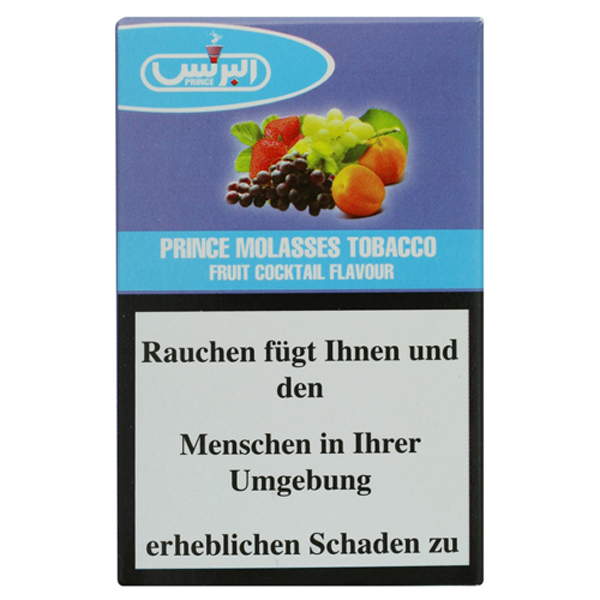 البرنس
PRINCE
PRINCE MOLASSES TOBACCO
FRUIT COCKTAIL FLAVOUR
Rauchen fügt Ihnen und
den
Menschen in Ihrer
Umgebung
erheblichen Schaden zu